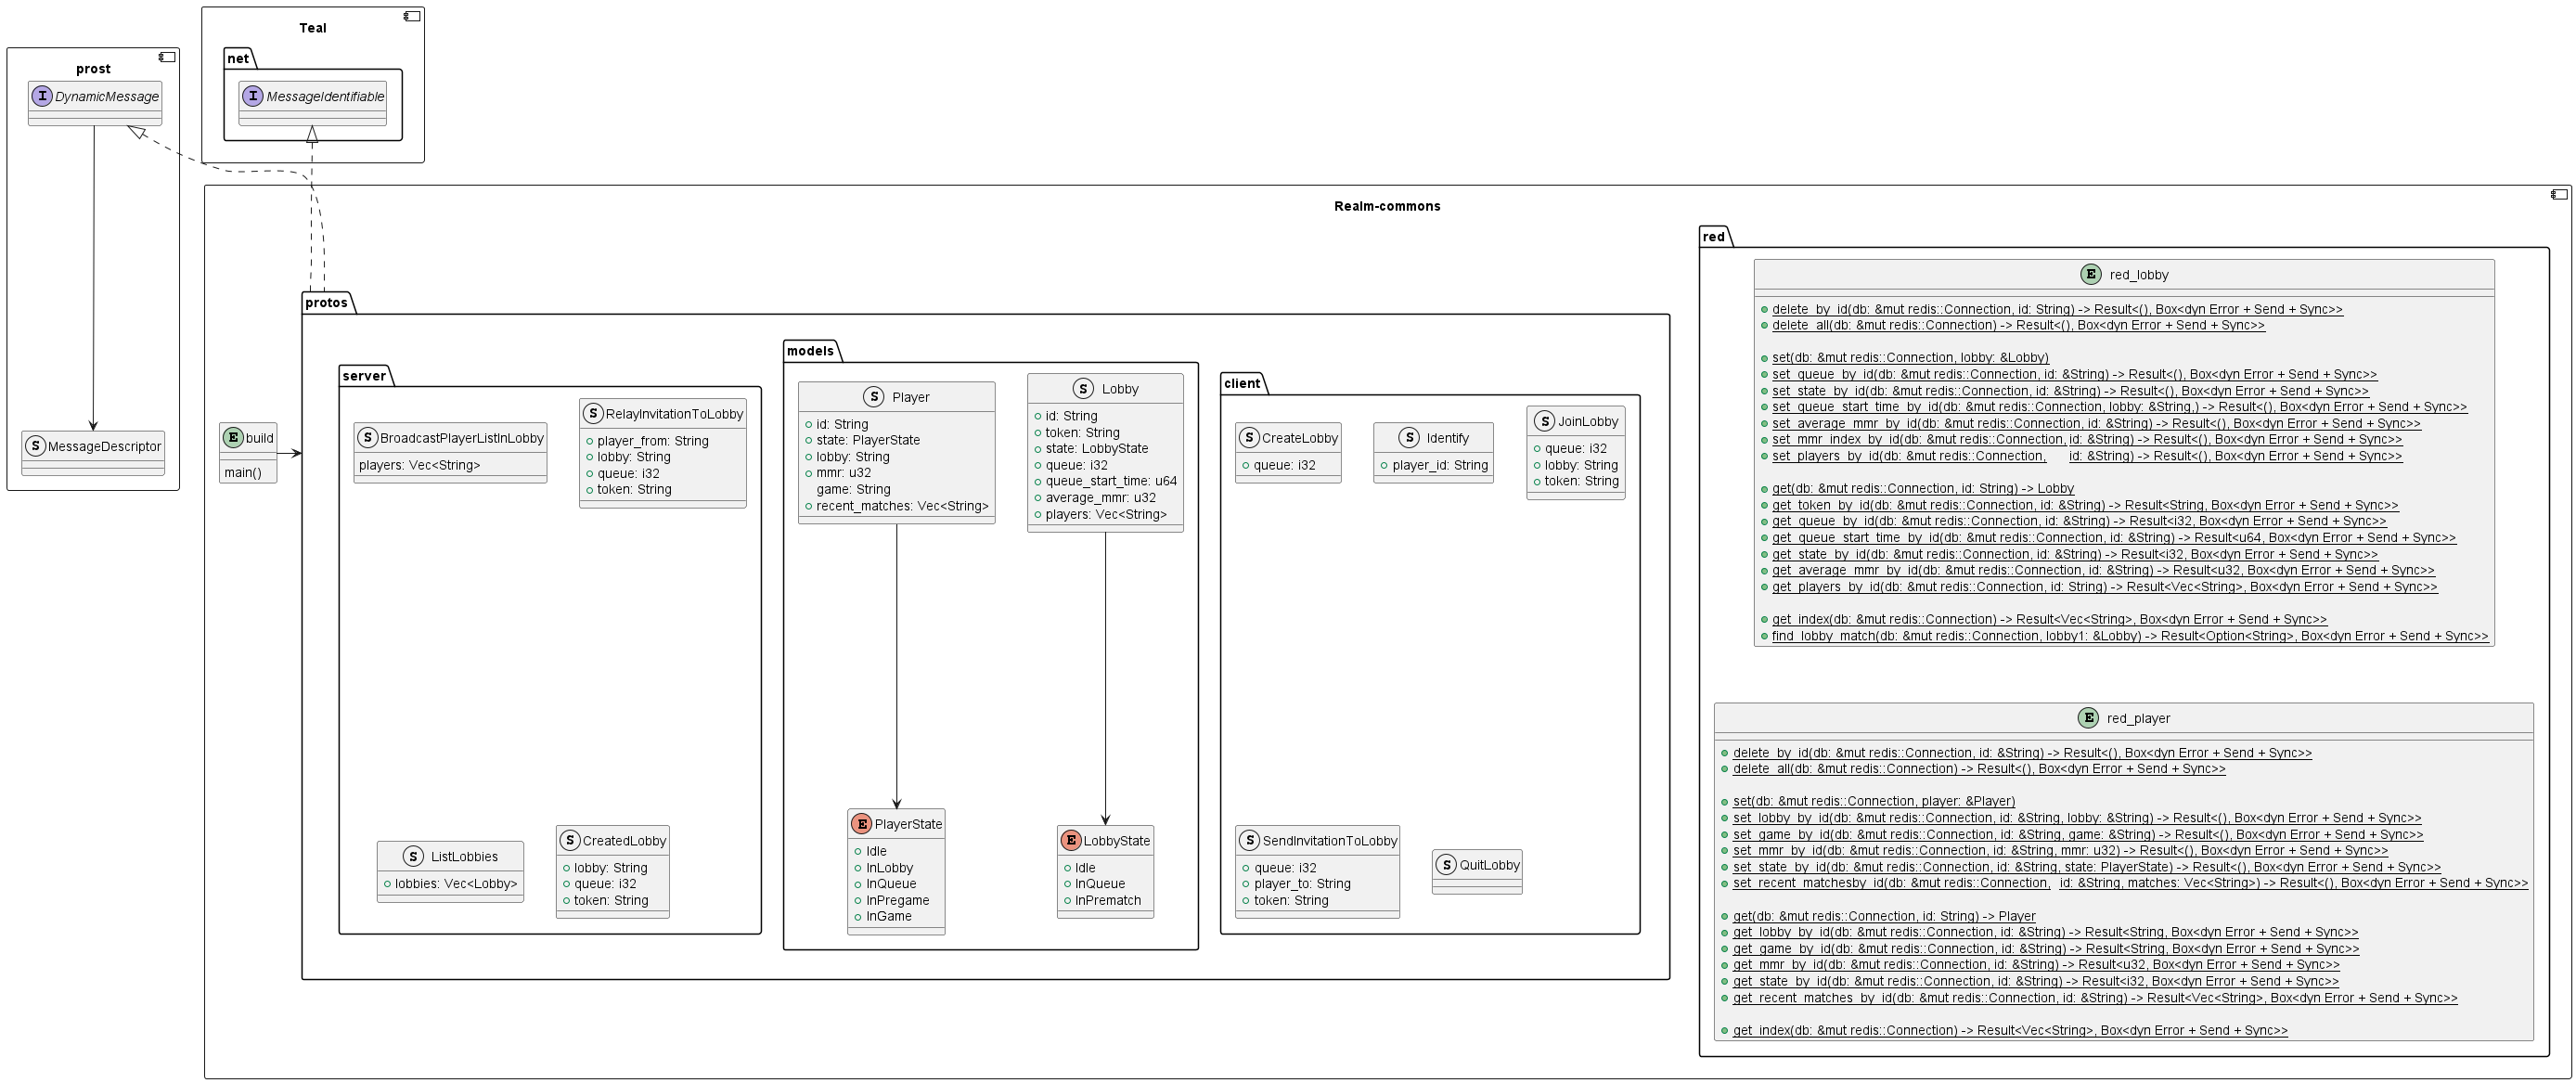 prost
DynamicMessage
MessageDescriptor
Teal
net
MessageIdentifiable
Realm-commons
build
main()
protos
server
BroadcastPlayerListInLobby
players: Vec<String>
RelayInvitationToLobby
player_from: String
lobby: String
queue: i32
token: String
ListLobbies
lobbies: Vec<Lobby>
CreatedLobby
lobby: String
queue: i32
token: String
models
Player
id: String
state: PlayerState
lobby: String
mmr: u32
game: String
recent_matches: Vec<String>
Lobby
id: String
token: String
state: LobbyState
queue: i32
queue_start_time: u64
average_mmr: u32
players: Vec<String>
PlayerState
Idle
InLobby
InQueue
InPregame
InGame
LobbyState
Idle
InQueue
InPrematch
client
CreateLobby
queue: i32
Identify
player_id: String
JoinLobby
queue: i32
lobby: String
token: String
SendInvitationToLobby
queue: i32
player_to: String
token: String
QuitLobby
red
red_lobby
delete_by_id(db: &mut redis::Connection, id: String) -> Result<(), Box<dyn Error + Send + Sync>>
delete_all(db: &mut redis::Connection) -> Result<(), Box<dyn Error + Send + Sync>>
set(db: &mut redis::Connection, lobby: &Lobby)
set_queue_by_id(db: &mut redis::Connection, id: &String) -> Result<(), Box<dyn Error + Send + Sync>>
set_state_by_id(db: &mut redis::Connection, id: &String) -> Result<(), Box<dyn Error + Send + Sync>>
set_queue_start_time_by_id(db: &mut redis::Connection, lobby: &String,) -> Result<(), Box<dyn Error + Send + Sync>>
set_average_mmr_by_id(db: &mut redis::Connection, id: &String) -> Result<(), Box<dyn Error + Send + Sync>>
set_mmr_index_by_id(db: &mut redis::Connection, id: &String) -> Result<(), Box<dyn Error + Send + Sync>>
set_players_by_id(db: &mut redis::Connection, id: &String) -> Result<(), Box<dyn Error + Send + Sync>>
get(db: &mut redis::Connection, id: String) -> Lobby
get_token_by_id(db: &mut redis::Connection, id: &String) -> Result<String, Box<dyn Error + Send + Sync>>
get_queue_by_id(db: &mut redis::Connection, id: &String) -> Result<i32, Box<dyn Error + Send + Sync>>
get_queue_start_time_by_id(db: &mut redis::Connection, id: &String) -> Result<u64, Box<dyn Error + Send + Sync>>
get_state_by_id(db: &mut redis::Connection, id: &String) -> Result<i32, Box<dyn Error + Send + Sync>>
get_average_mmr_by_id(db: &mut redis::Connection, id: &String) -> Result<u32, Box<dyn Error + Send + Sync>>
get_players_by_id(db: &mut redis::Connection, id: String) -> Result<Vec<String>, Box<dyn Error + Send + Sync>>
get_index(db: &mut redis::Connection) -> Result<Vec<String>, Box<dyn Error + Send + Sync>>
find_lobby_match(db: &mut redis::Connection, lobby1: &Lobby) -> Result<Option<String>, Box<dyn Error + Send + Sync>>
red_player
delete_by_id(db: &mut redis::Connection, id: &String) -> Result<(), Box<dyn Error + Send + Sync>>
delete_all(db: &mut redis::Connection) -> Result<(), Box<dyn Error + Send + Sync>>
set(db: &mut redis::Connection, player: &Player)
set_lobby_by_id(db: &mut redis::Connection, id: &String, lobby: &String) -> Result<(), Box<dyn Error + Send + Sync>>
set_game_by_id(db: &mut redis::Connection, id: &String, game: &String) -> Result<(), Box<dyn Error + Send + Sync>>
set_mmr_by_id(db: &mut redis::Connection, id: &String, mmr: u32) -> Result<(), Box<dyn Error + Send + Sync>>
set_state_by_id(db: &mut redis::Connection, id: &String, state: PlayerState) -> Result<(), Box<dyn Error + Send + Sync>>
set_recent_matchesby_id(db: &mut redis::Connection, id: &String, matches: Vec<String>) -> Result<(), Box<dyn Error + Send + Sync>>
get(db: &mut redis::Connection, id: String) -> Player
get_lobby_by_id(db: &mut redis::Connection, id: &String) -> Result<String, Box<dyn Error + Send + Sync>>
get_game_by_id(db: &mut redis::Connection, id: &String) -> Result<String, Box<dyn Error + Send + Sync>>
get_mmr_by_id(db: &mut redis::Connection, id: &String) -> Result<u32, Box<dyn Error + Send + Sync>>
get_state_by_id(db: &mut redis::Connection, id: &String) -> Result<i32, Box<dyn Error + Send + Sync>>
get_recent_matches_by_id(db: &mut redis::Connection, id: &String) -> Result<Vec<String>, Box<dyn Error + Send + Sync>>
get_index(db: &mut redis::Connection) -> Result<Vec<String>, Box<dyn Error + Send + Sync>>